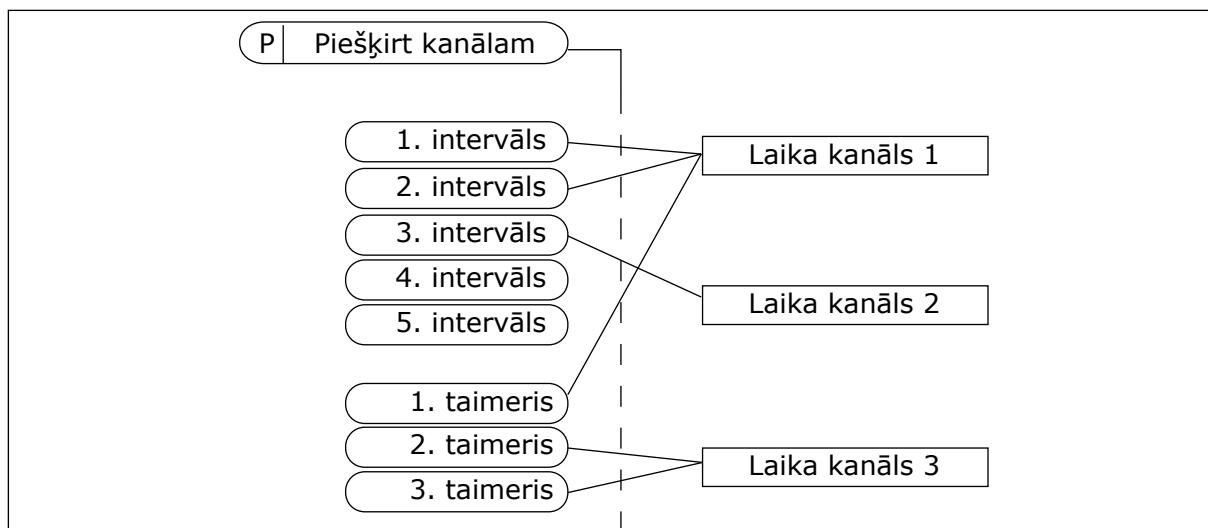 P Piešķirt kanālam
1. intervāls
2. intervāls
3. intervāls
4. intervāls
5. intervāls
1. taimeris
2. taimeris
3. taimeris
Laika kanāls 1
Laika kanāls 2
Laika kanāls 3